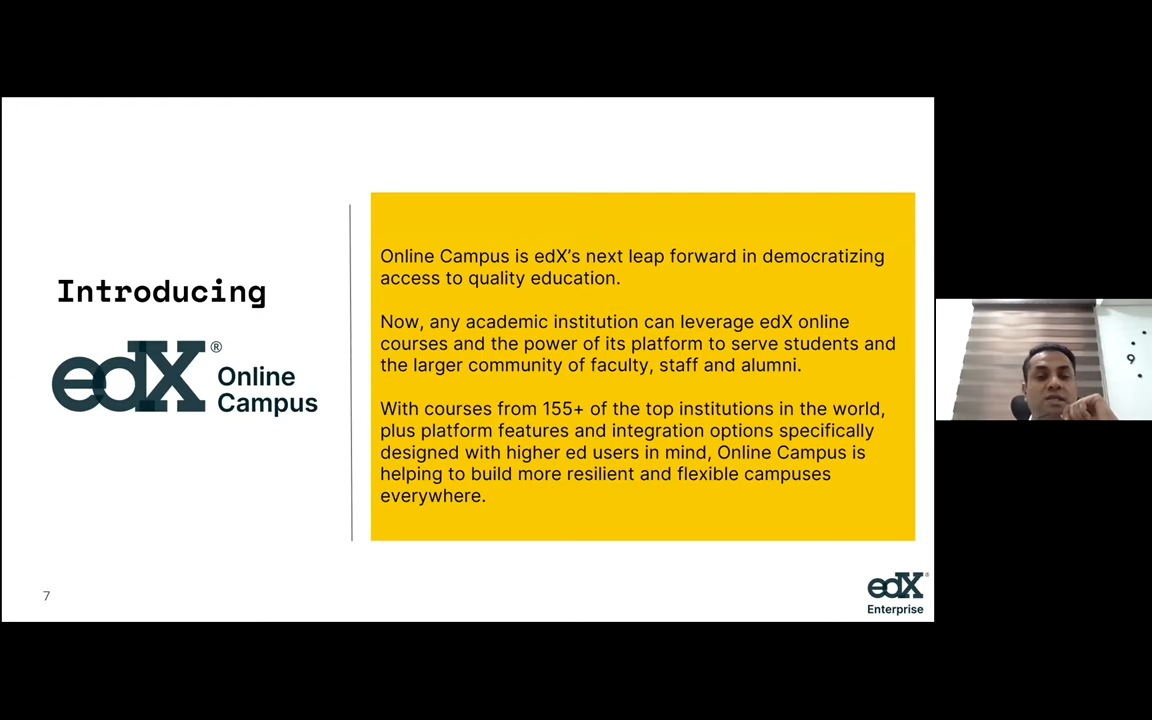 Introducing
edX®
Online
Campus
Online Campus is edX's next leap forward in democratizing
access to quality education.
Now, any academic institution can leverage edX online
courses and the power of its platform to serve students and
the larger community of faculty, staff and alumni.
With courses from 155+ of the top institutions in the world,
plus platform features and integration options specifically
designed with higher ed users in mind, Online Campus is
helping to build more resilient and flexible campuses
everywhere.
7
edX®
Enterprise
9